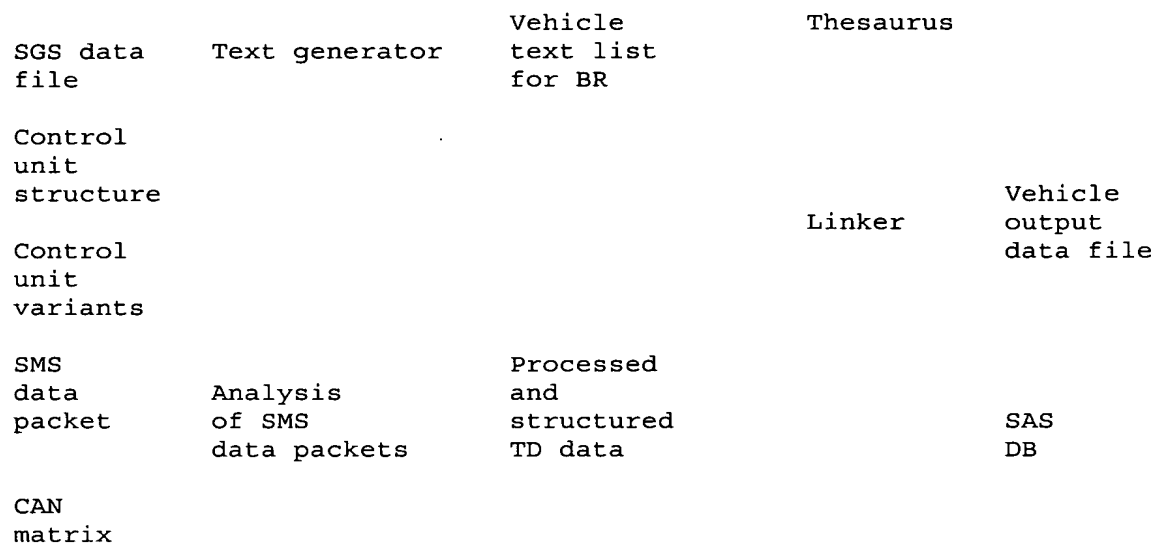 Vehicle Thesaurus
SGS data Text generator text list
file for BR
Control
unit
structure Vehicle
Linker output
Control data file
unit
variants
SMS Processed
data Analysis and
packet of SMS structured SAS
data packets TD data DB
CAN
matrix